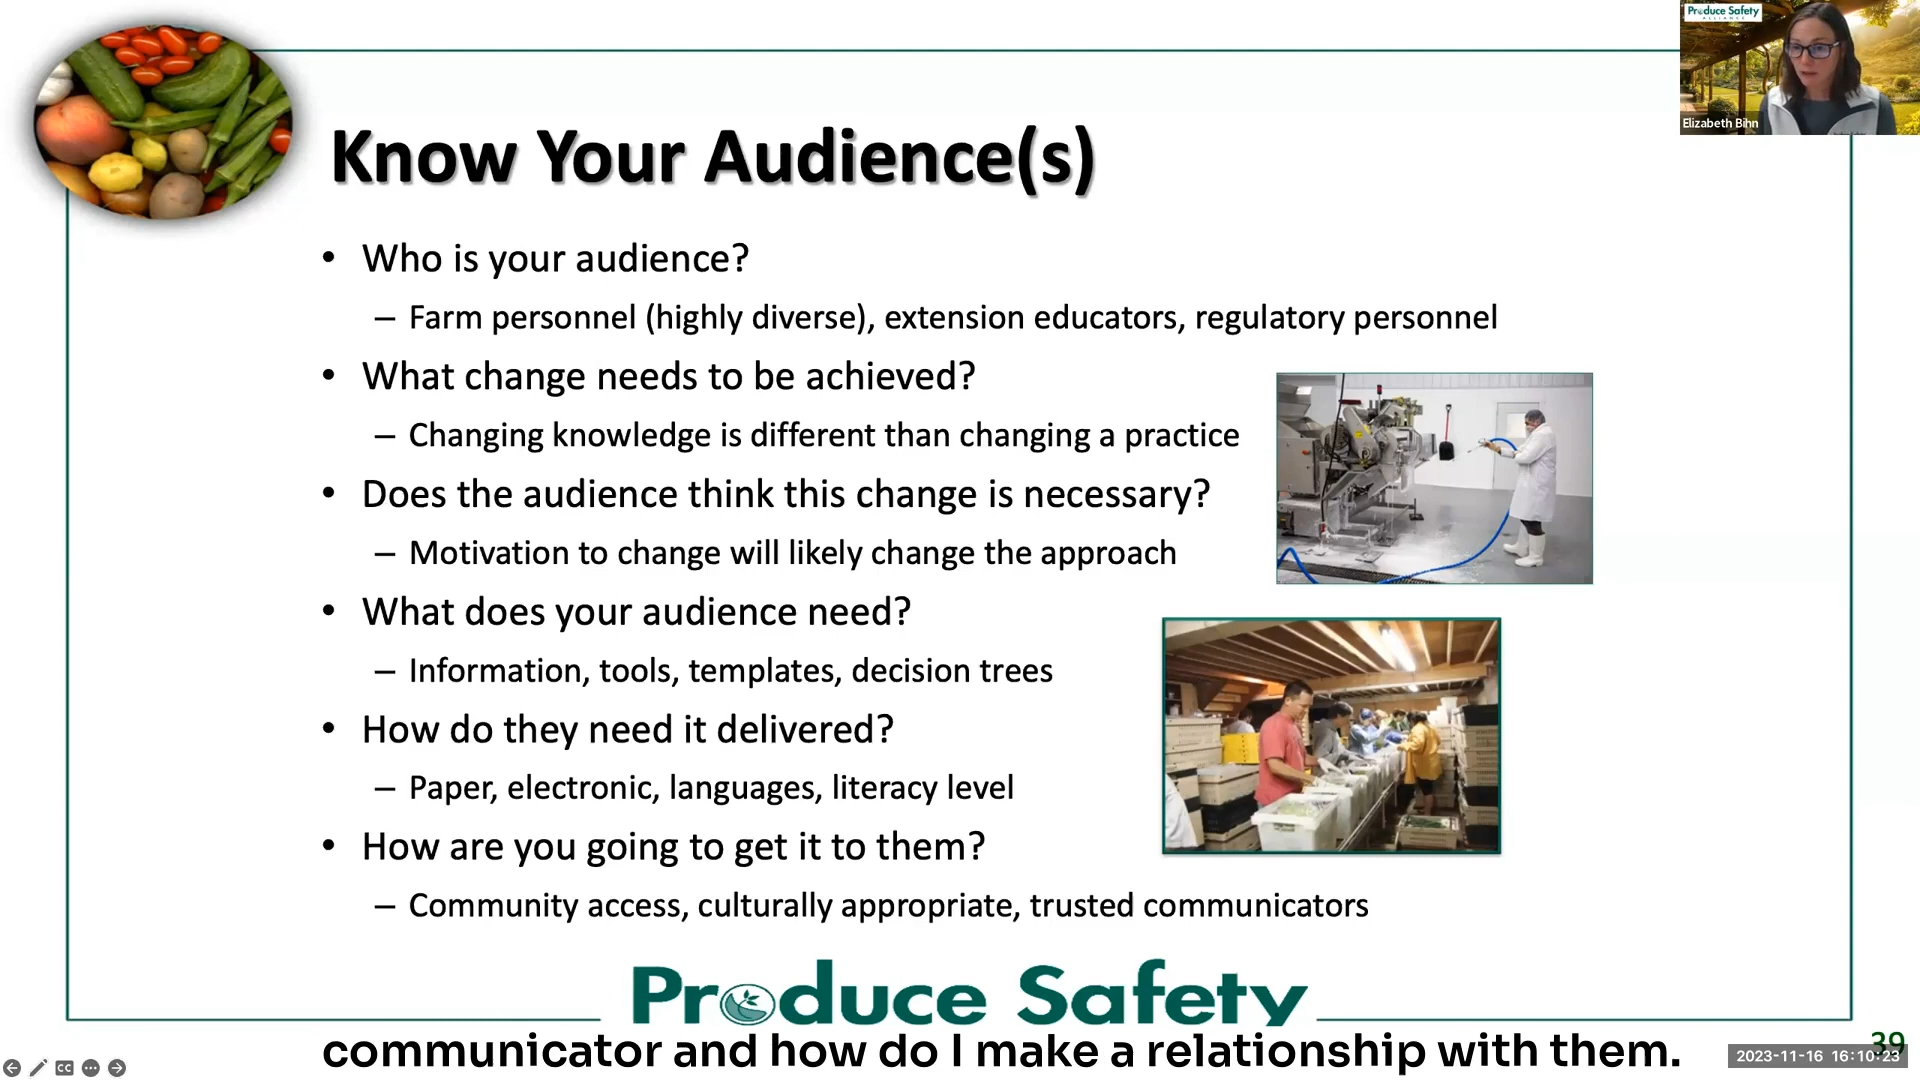 Produce Safety
ALLIANCE
Elizabeth Bihn
Know Your Audience(s)
• Who is your audience?
– Farm personnel (highly diverse), extension educators, regulatory personnel
• What change needs to be achieved?
– Changing knowledge is different than changing a practice
• Does the audience think this change is necessary?
– Motivation to change will likely change the approach
• What does your audience need?
– Information, tools, templates, decision trees
• How do they need it delivered?
– Paper, electronic, languages, literacy level
• How are you going to get it to them?
– Community access, culturally appropriate, trusted communicators
Produce Safety
communicator and how do I make a relationship with them.
39
CC
2023-11-16 16:10:23